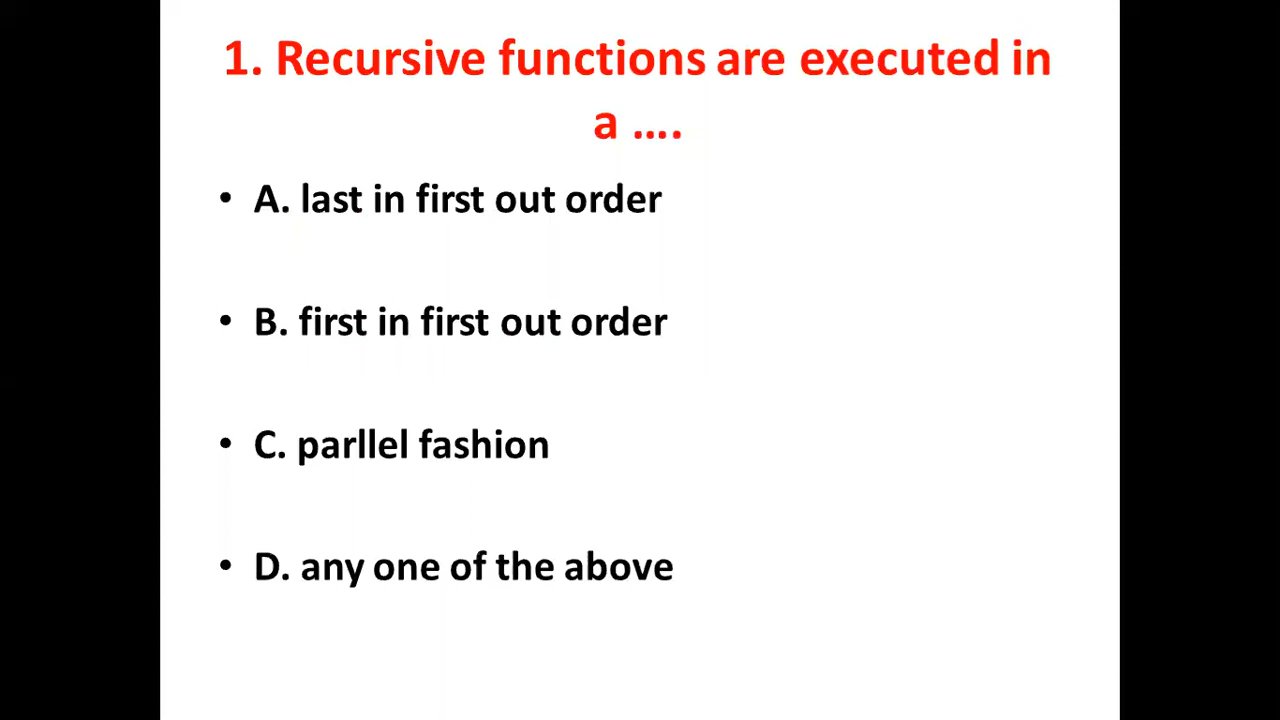 1. Recursive functions are executed in
a ….
• A. last in first out order
• B. first in first out order
• C. parllel fashion
• D. any one of the above